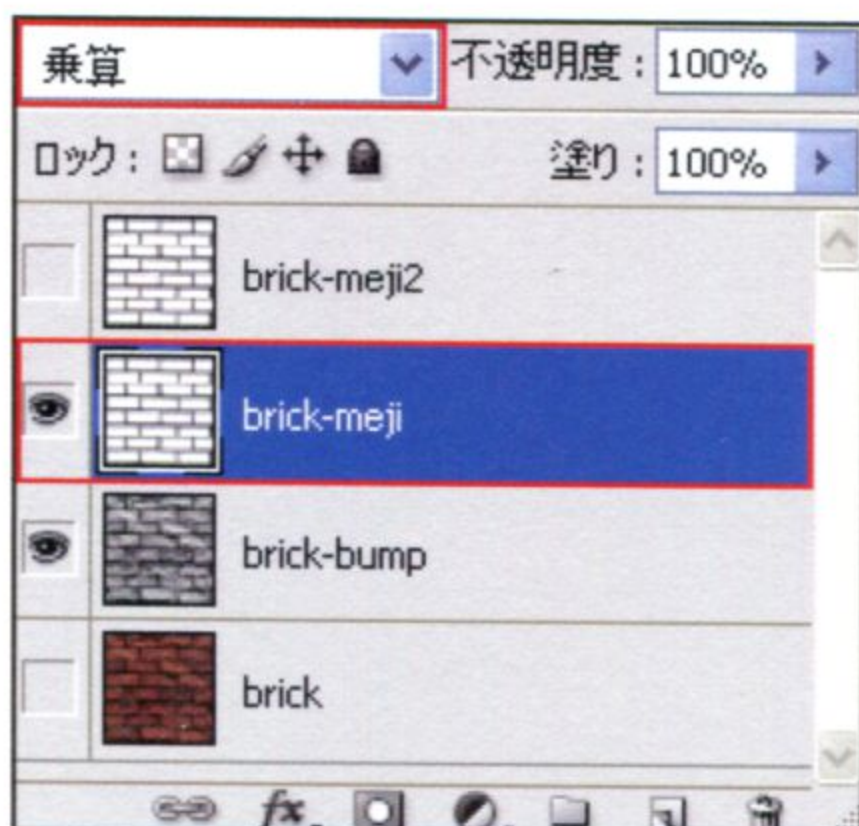 乗算 不透明度：100%
ロック： 塗り：100%
brick-meji2
brick-meji
brick-bump
brick
fx.